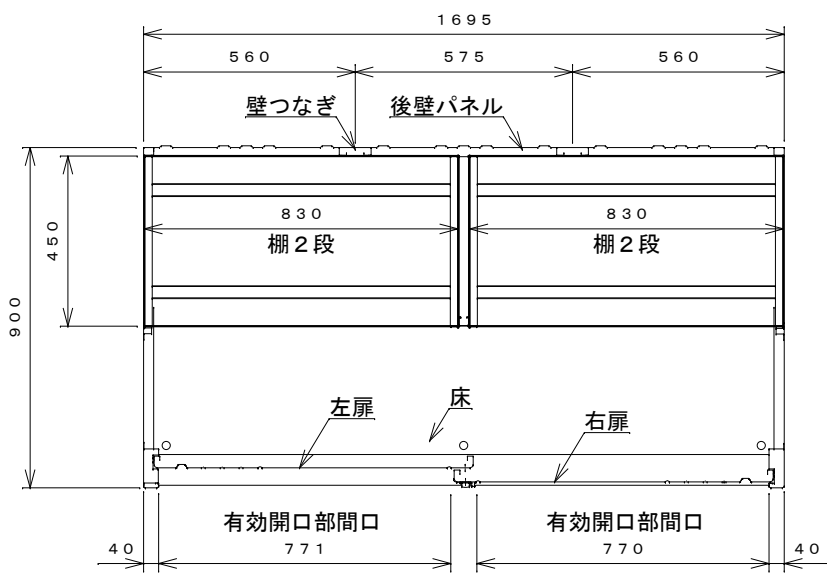 1695
560 575 560
壁つなぎ 後壁パネル
830 830
450
棚2段 棚2段
900
左扉 床 右扉
有効開口部間口 有効開口部間口
40 771 770 40